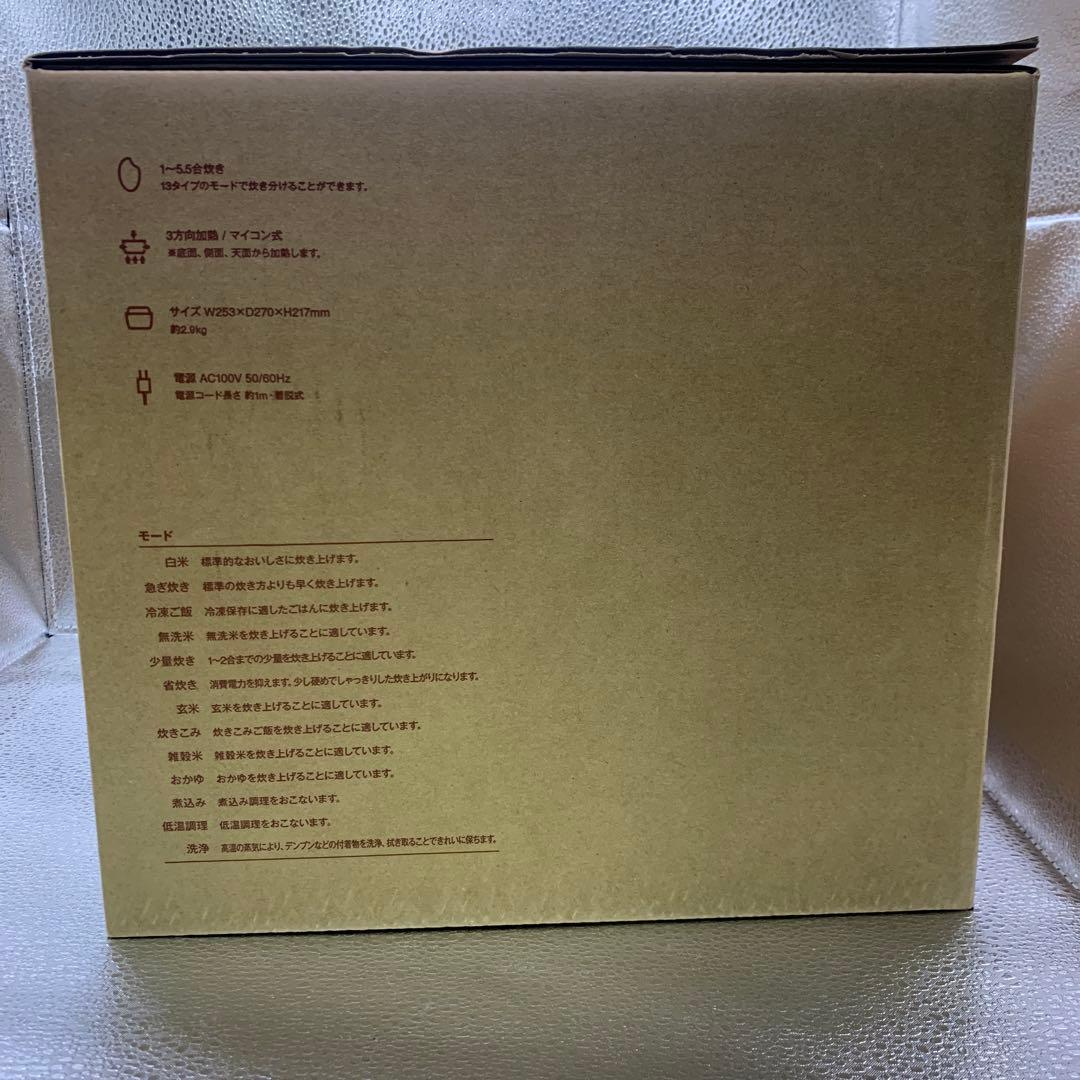 1〜5.5合炊き
13タイプのモードで炊き分けることができます。
3方向加熱 / マイコン式
※底面、側面、天面から加熱します。
サイズ W253×D270×H217mm
約2.9kg
電源 AC100V 50/60Hz
電源コード長さ 約1m・着脱式
モード
白米 標準的なおいしさに炊き上げます。
急ぎ炊き 標準の炊き方よりも早く炊き上げます。
冷凍ご飯 冷凍保存に適したごはんに炊き上げます。
無洗米 無洗米を炊き上げることに適しています。
少量炊き 1〜2合までの少量を炊き上げることに適しています。
省炊き 消費電力を抑えます。少し硬めでしゃっきりした炊き上がりになります。
玄米 玄米を炊き上げることに適しています。
炊きこみ 炊きこみご飯を炊き上げることに適しています。
雑穀米 雑穀米を炊き上げることに適しています。
おかゆ おかゆを炊き上げることに適しています。
煮込み 煮込み調理をおこないます。
低温調理 低温調理をおこないます。
洗浄 高温の蒸気により、デンプンなどの付着物を洗浄、拭き取ることできれいに保ちます。